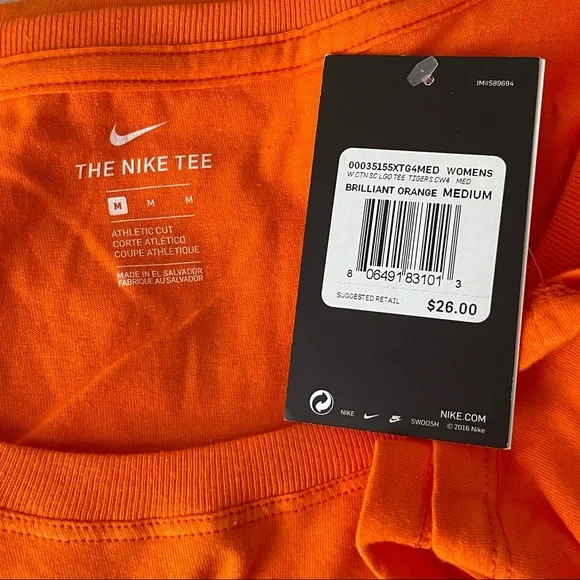 THE NIKE TEE
M M M
ATHLETIC CUT
CORTE ATLÉTICO
COUPE ATHLETIQUE
MADE IN EL SALVADOR
FABRIQUE AU SALVADOR
IM#589694
00035155XTG4MED WOMENS
W CTN SC LGO TEE TIGERS CW4 MED
BRILLIANT ORANGE MEDIUM
8 06491 83101 3
SUGGESTED RETAIL
$26.00
NIKE SWOOSH
NIKE.COM
© 2016 Nike